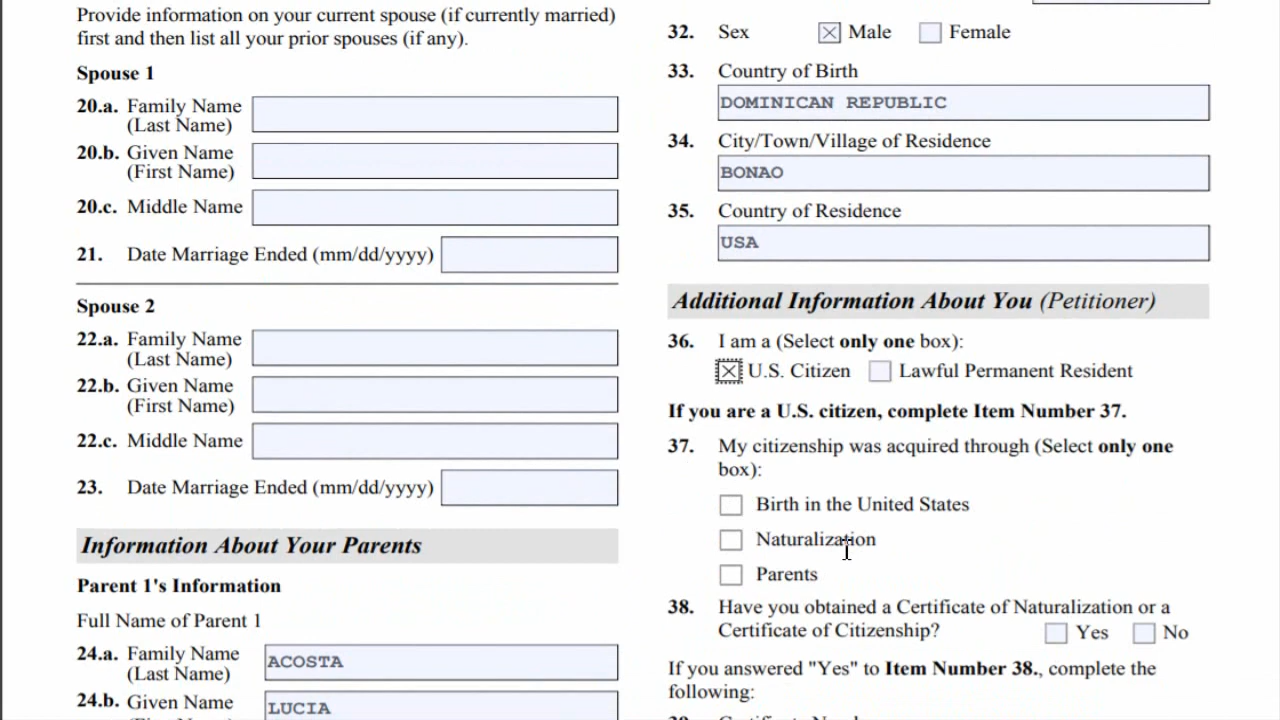 Provide information on your current spouse (if currently married)
first and then list all your prior spouses (if any).
Spouse 1
20.a. Family Name
(Last Name)
20.b. Given Name
(First Name)
20.c. Middle Name
21. Date Marriage Ended (mm/dd/yyyy)
Spouse 2
22.a. Family Name
(Last Name)
22.b. Given Name
(First Name)
22.c. Middle Name
23. Date Marriage Ended (mm/dd/yyyy)
Information About Your Parents
Parent 1's Information
Full Name of Parent 1
24.a. Family Name
(Last Name)
ACOSTA
24.b. Given Name
LUCIA
32. Sex Male Female
33. Country of Birth
DOMINICAN REPUBLIC
34. City/Town/Village of Residence
BONAO
35. Country of Residence
USA
Additional Information About You (Petitioner)
36. I am a (Select only one box):
U.S. Citizen Lawful Permanent Resident
If you are a U.S. citizen, complete Item Number 37.
37. My citizenship was acquired through (Select only one
box):
Birth in the United States
Naturalization
Parents
38. Have you obtained a Certificate of Naturalization or a
Certificate of Citizenship? Yes No
If you answered "Yes" to Item Number 38., complete the
following: